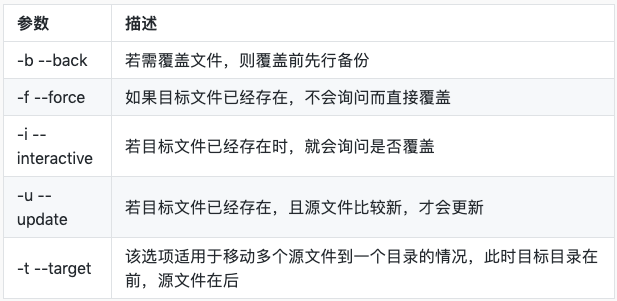 参数 描述
-b --back 若需覆盖文件，则覆盖前先行备份
-f --force 如果目标文件已经存在，不会询问而直接覆盖
-i --
interactive 若目标文件已经存在时，就会询问是否覆盖
-u --
update 若目标文件已经存在，且源文件比较新，才会更新
-t --target 该选项适用于移动多个源文件到一个目录的情况，此时目标目录在
前，源文件在后